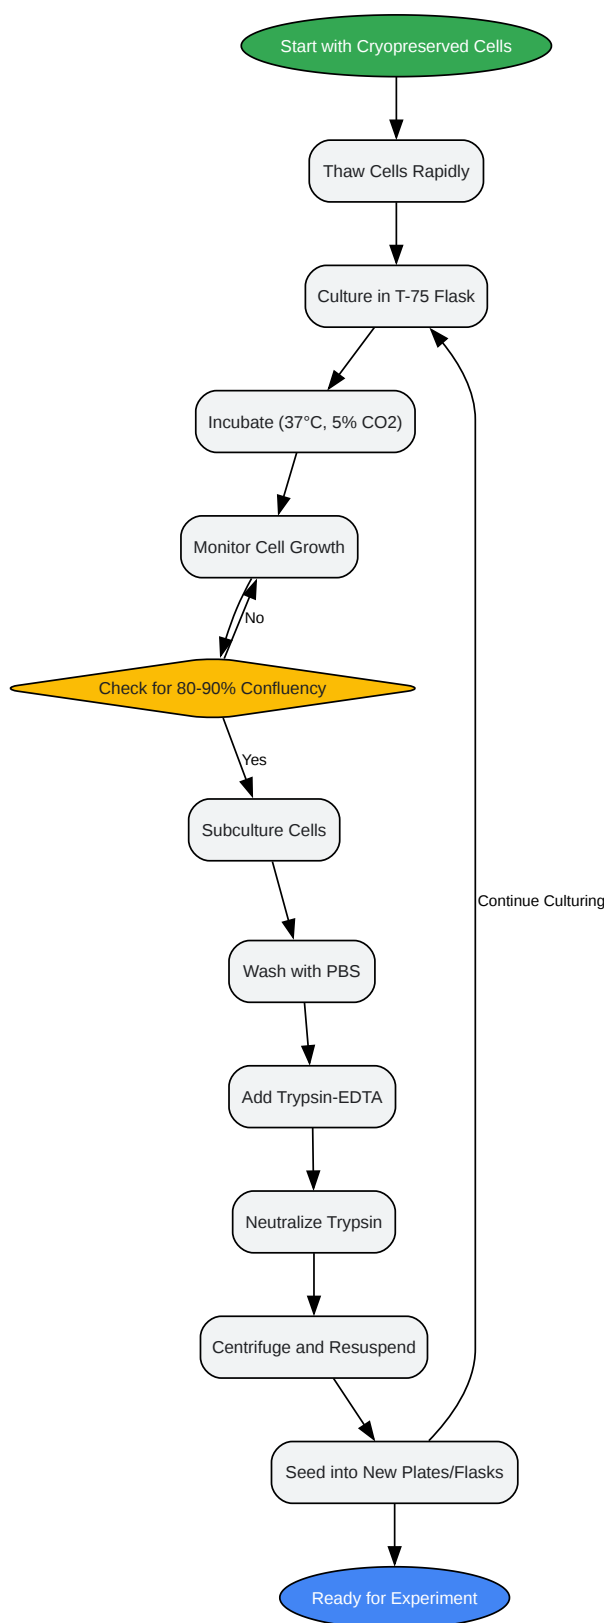 Start with Cryopreserved Cells
Thaw Cells Rapidly
Culture in T-75 Flask
Incubate (37°C, 5% CO2)
Monitor Cell Growth
No
Check for 80-90% Confluency
Yes
Subculture Cells
Continue Culturing
Wash with PBS
Add Trypsin-EDTA
Neutralize Trypsin
Centrifuge and Resuspend
Seed into New Plates/Flasks
Ready for Experiment